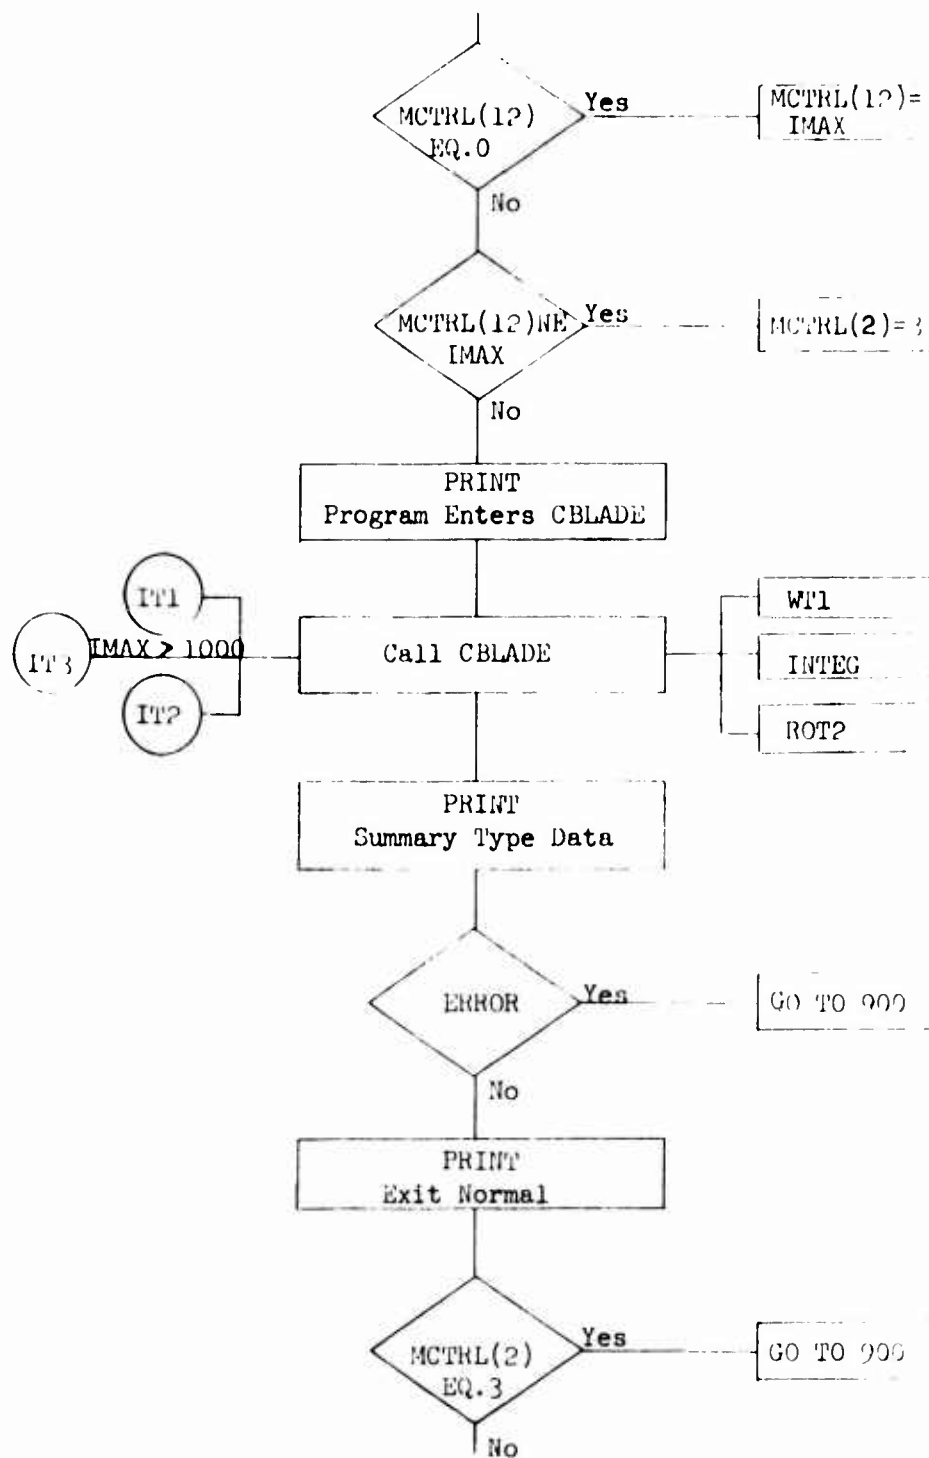 MCTRL(12)
EQ.0
Yes
MCTRL(12)=
IMAX
No
MCTRL(12)NE
IMAX
Yes
MCTRL(2)=3
No
PRINT
Program Enters CBLADE
IT1
IT3
IMAX > 1000
IT2
Call CBLADE
WT1
INTEG
ROT2
PRINT
Summary Type Data
ERROR
Yes
GO TO 900
No
PRINT
Exit Normal
MCTRL(2)
EQ.3
Yes
GO TO 900
No